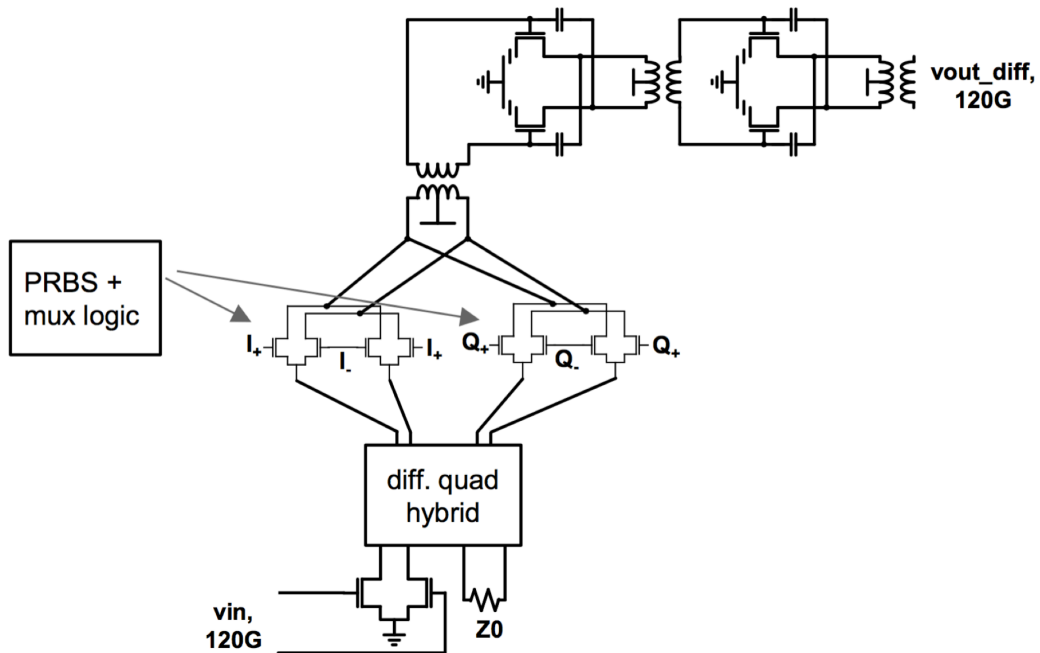 vout_diff,
120G
PRBS +
mux logic
I+
I-
I+
Q+
Q-
Q+
diff. quad
hybrid
vin,
120G
Z0